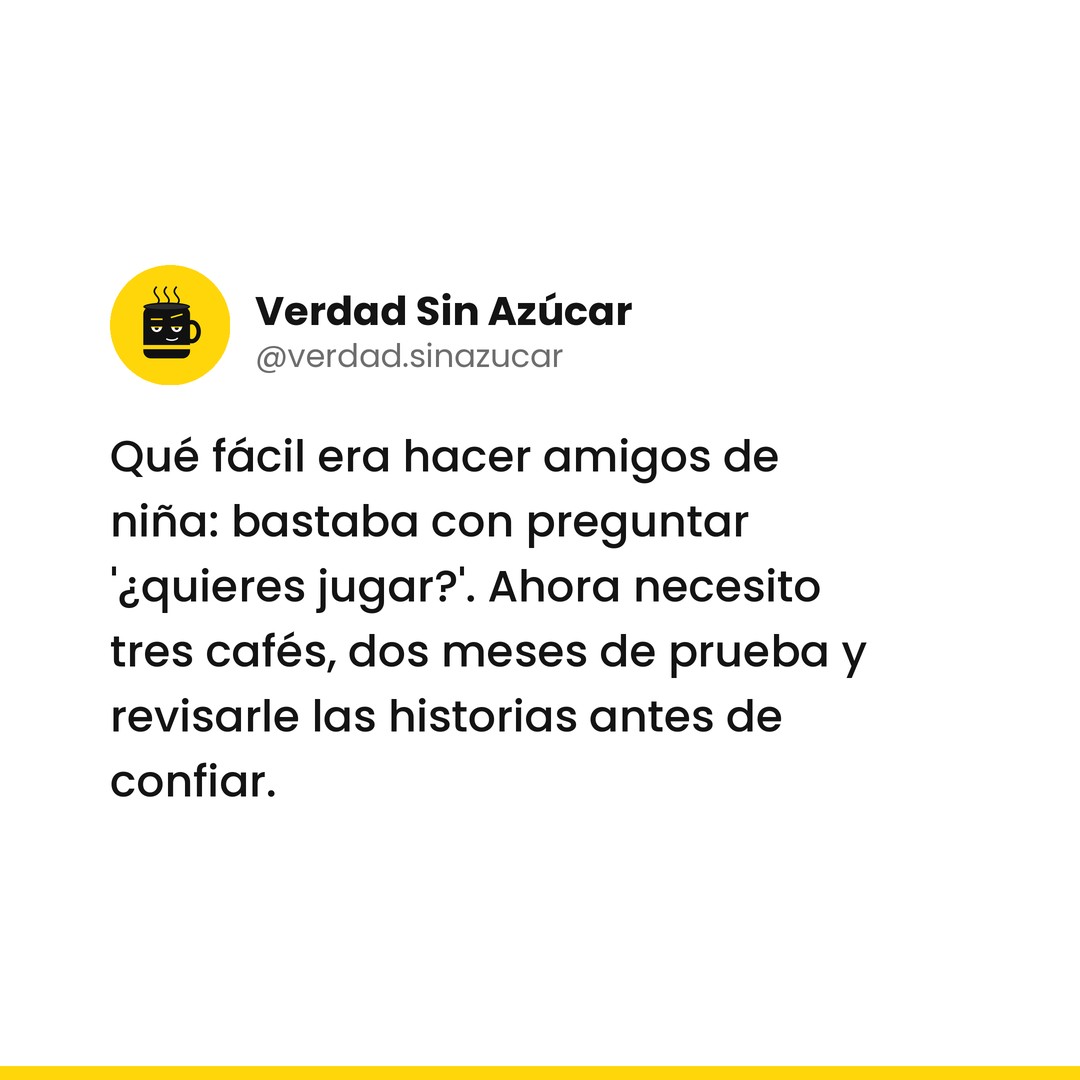 Verdad Sin Azúcar
@verdad.sinazucar
Qué fácil era hacer amigos de
niña: bastaba con preguntar
'¿quieres jugar?'. Ahora necesito
tres cafés, dos meses de prueba y
revisarle las historias antes de
confiar.